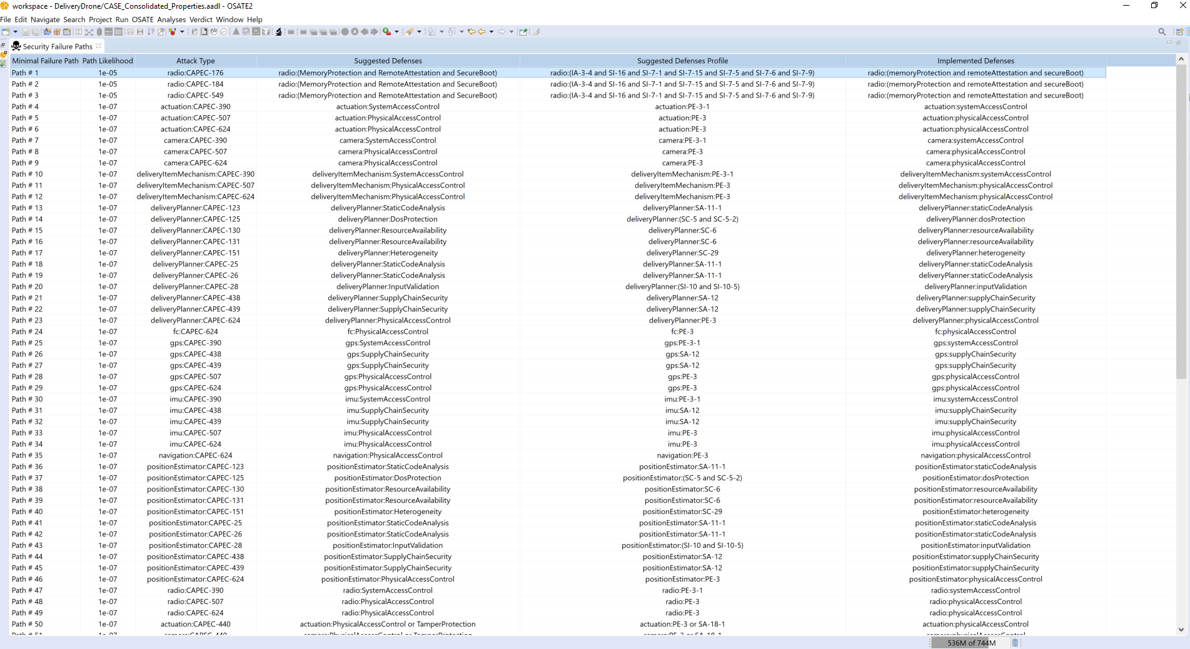 workspace - DeliveryDrone/CASE_Consolidated_Properties.aadl - OSATE2
File Edit Navigate Search Project Run OSATE Analyses Verdict Window Help
Security Failure Paths
Minimal Failure Path Path Likelihood Attack Type Suggested Defenses Suggested Defenses Profile Implemented Defenses
Path # 1 1e-05 radio:CAPEC-176 radio:(MemoryProtection and RemoteAttestation and SecureBoot) radio:(IA-3-4 and SI-16 and SI-7-1 and SI-7-15 and SI-7-5 and SI-7-6 and SI-7-9) radio:(memoryProtection and remoteAttestation and secureBoot)
Path # 2 1e-05 radio:CAPEC-184 radio:(MemoryProtection and RemoteAttestation and SecureBoot) radio:(IA-3-4 and SI-16 and SI-7-1 and SI-7-15 and SI-7-5 and SI-7-6 and SI-7-9) radio:(memoryProtection and remoteAttestation and secureBoot)
Path # 3 1e-05 radio:CAPEC-549 radio:(MemoryProtection and RemoteAttestation and SecureBoot) radio:(IA-3-4 and SI-16 and SI-7-1 and SI-7-15 and SI-7-5 and SI-7-6 and SI-7-9) radio:(memoryProtection and remoteAttestation and secureBoot)
Path # 4 1e-07 actuation:CAPEC-390 actuation:SystemAccessControl actuation:PE-3-1 actuation:systemAccessControl
Path # 5 1e-07 actuation:CAPEC-507 actuation:PhysicalAccessControl actuation:PE-3 actuation:physicalAccessControl
Path # 6 1e-07 actuation:CAPEC-624 actuation:PhysicalAccessControl actuation:PE-3 actuation:physicalAccessControl
Path # 7 1e-07 camera:CAPEC-390 camera:SystemAccessControl camera:PE-3-1 camera:systemAccessControl
Path # 8 1e-07 camera:CAPEC-507 camera:PhysicalAccessControl camera:PE-3 camera:physicalAccessControl
Path # 9 1e-07 camera:CAPEC-624 camera:PhysicalAccessControl camera:PE-3 camera:physicalAccessControl
Path # 10 1e-07 deliveryItemMechanism:CAPEC-390 deliveryItemMechanism:SystemAccessControl deliveryItemMechanism:PE-3-1 deliveryItemMechanism:systemAccessControl
Path # 11 1e-07 deliveryItemMechanism:CAPEC-507 deliveryItemMechanism:PhysicalAccessControl deliveryItemMechanism:PE-3 deliveryItemMechanism:physicalAccessControl
Path # 12 1e-07 deliveryItemMechanism:CAPEC-624 deliveryItemMechanism:PhysicalAccessControl deliveryItemMechanism:PE-3 deliveryItemMechanism:physicalAccessControl
Path # 13 1e-07 deliveryPlanner:CAPEC-123 deliveryPlanner:StaticCodeAnalysis deliveryPlanner:SA-11-1 deliveryPlanner:staticCodeAnalysis
Path # 14 1e-07 deliveryPlanner:CAPEC-125 deliveryPlanner:DosProtection deliveryPlanner:(SC-5 and SC-5-2) deliveryPlanner:dosProtection
Path # 15 1e-07 deliveryPlanner:CAPEC-130 deliveryPlanner:ResourceAvailability deliveryPlanner:SC-6 deliveryPlanner:resourceAvailability
Path # 16 1e-07 deliveryPlanner:CAPEC-131 deliveryPlanner:ResourceAvailability deliveryPlanner:SC-6 deliveryPlanner:resourceAvailability
Path # 17 1e-07 deliveryPlanner:CAPEC-151 deliveryPlanner:Heterogeneity deliveryPlanner:SC-29 deliveryPlanner:heterogeneity
Path # 18 1e-07 deliveryPlanner:CAPEC-25 deliveryPlanner:StaticCodeAnalysis deliveryPlanner:SA-11-1 deliveryPlanner:staticCodeAnalysis
Path # 19 1e-07 deliveryPlanner:CAPEC-26 deliveryPlanner:StaticCodeAnalysis deliveryPlanner:SA-11-1 deliveryPlanner:staticCodeAnalysis
Path # 20 1e-07 deliveryPlanner:CAPEC-28 deliveryPlanner:InputValidation deliveryPlanner:(SI-10 and SI-10-5) deliveryPlanner:inputValidation
Path # 21 1e-07 deliveryPlanner:CAPEC-438 deliveryPlanner:SupplyChainSecurity deliveryPlanner:SA-12 deliveryPlanner:supplyChainSecurity
Path # 22 1e-07 deliveryPlanner:CAPEC-439 deliveryPlanner:SupplyChainSecurity deliveryPlanner:SA-12 deliveryPlanner:supplyChainSecurity
Path # 23 1e-07 deliveryPlanner:CAPEC-624 deliveryPlanner:PhysicalAccessControl deliveryPlanner:PE-3 deliveryPlanner:physicalAccessControl
Path # 24 1e-07 fc:CAPEC-624 fc:PhysicalAccessControl fc:PE-3 fc:physicalAccessControl
Path # 25 1e-07 gps:CAPEC-390 gps:SystemAccessControl gps:PE-3-1 gps:systemAccessControl
Path # 26 1e-07 gps:CAPEC-438 gps:SupplyChainSecurity gps:SA-12 gps:supplyChainSecurity
Path # 27 1e-07 gps:CAPEC-439 gps:SupplyChainSecurity gps:SA-12 gps:supplyChainSecurity
Path # 28 1e-07 gps:CAPEC-507 gps:PhysicalAccessControl gps:PE-3 gps:physicalAccessControl
Path # 29 1e-07 gps:CAPEC-624 gps:PhysicalAccessControl gps:PE-3 gps:physicalAccessControl
Path # 30 1e-07 imu:CAPEC-390 imu:SystemAccessControl imu:PE-3-1 imu:systemAccessControl
Path # 31 1e-07 imu:CAPEC-438 imu:SupplyChainSecurity imu:SA-12 imu:supplyChainSecurity
Path # 32 1e-07 imu:CAPEC-439 imu:SupplyChainSecurity imu:SA-12 imu:supplyChainSecurity
Path # 33 1e-07 imu:CAPEC-507 imu:PhysicalAccessControl imu:PE-3 imu:physicalAccessControl
Path # 34 1e-07 imu:CAPEC-624 imu:PhysicalAccessControl imu:PE-3 imu:physicalAccessControl
Path # 35 1e-07 navigation:CAPEC-624 navigation:PhysicalAccessControl navigation:PE-3 navigation:physicalAccessControl
Path # 36 1e-07 positionEstimator:CAPEC-123 positionEstimator:StaticCodeAnalysis positionEstimator:SA-11-1 positionEstimator:staticCodeAnalysis
Path # 37 1e-07 positionEstimator:CAPEC-125 positionEstimator:DosProtection positionEstimator:(SC-5 and SC-5-2) positionEstimator:dosProtection
Path # 38 1e-07 positionEstimator:CAPEC-130 positionEstimator:ResourceAvailability positionEstimator:SC-6 positionEstimator:resourceAvailability
Path # 39 1e-07 positionEstimator:CAPEC-131 positionEstimator:ResourceAvailability positionEstimator:SC-6 positionEstimator:resourceAvailability
Path # 40 1e-07 positionEstimator:CAPEC-151 positionEstimator:Heterogeneity positionEstimator:SC-29 positionEstimator:heterogeneity
Path # 41 1e-07 positionEstimator:CAPEC-25 positionEstimator:StaticCodeAnalysis positionEstimator:SA-11-1 positionEstimator:staticCodeAnalysis
Path # 42 1e-07 positionEstimator:CAPEC-26 positionEstimator:StaticCodeAnalysis positionEstimator:SA-11-1 positionEstimator:staticCodeAnalysis
Path # 43 1e-07 positionEstimator:CAPEC-28 positionEstimator:InputValidation positionEstimator:(SI-10 and SI-10-5) positionEstimator:inputValidation
Path # 44 1e-07 positionEstimator:CAPEC-438 positionEstimator:SupplyChainSecurity positionEstimator:SA-12 positionEstimator:supplyChainSecurity
Path # 45 1e-07 positionEstimator:CAPEC-439 positionEstimator:SupplyChainSecurity positionEstimator:SA-12 positionEstimator:supplyChainSecurity
Path # 46 1e-07 positionEstimator:CAPEC-624 positionEstimator:PhysicalAccessControl positionEstimator:PE-3 positionEstimator:physicalAccessControl
Path # 47 1e-07 radio:CAPEC-390 radio:SystemAccessControl radio:PE-3-1 radio:systemAccessControl
Path # 48 1e-07 radio:CAPEC-507 radio:PhysicalAccessControl radio:PE-3 radio:physicalAccessControl
Path # 49 1e-07 radio:CAPEC-624 radio:PhysicalAccessControl radio:PE-3 radio:physicalAccessControl
Path # 50 1e-07 actuation:CAPEC-440 actuation:PhysicalAccessControl or TamperProtection actuation:PE-3 or SA-18-1 actuation:physicalAccessControl
536M of 744M